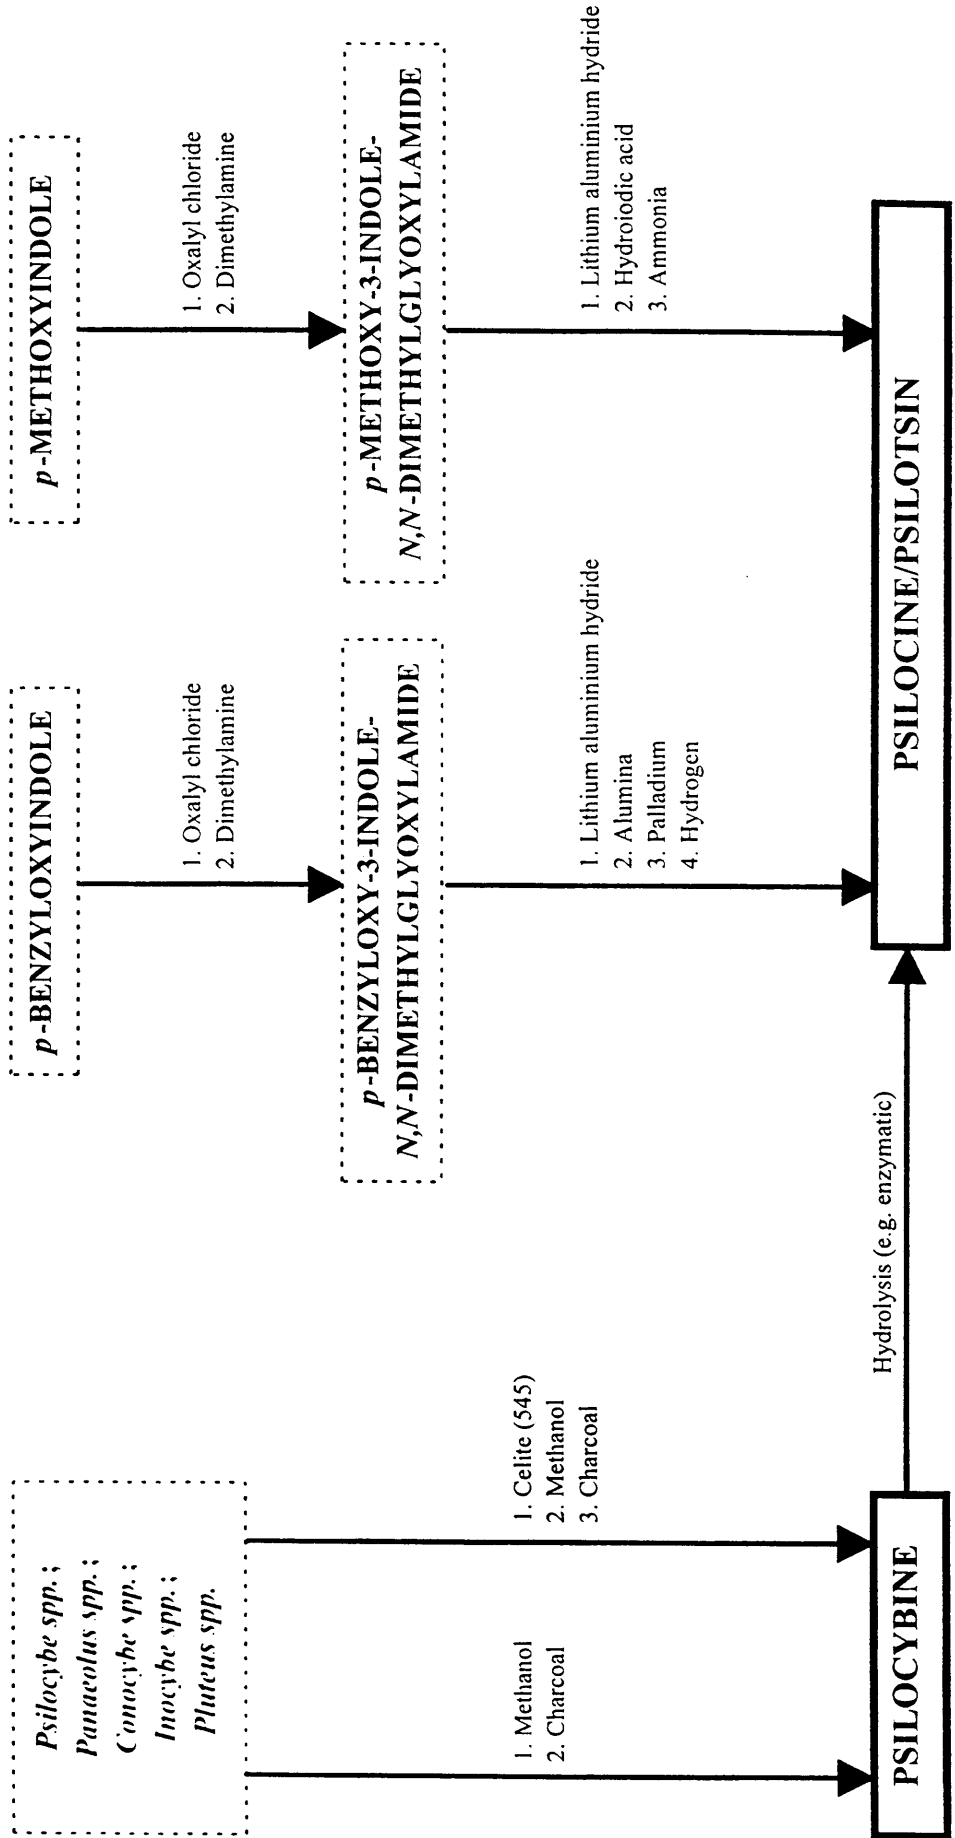 Psilocybe spp. ;
Panaeolus spp. ;
Conocybe spp. ;
Inocybe spp. ;
Pluteus spp.
1. Methanol
2. Charcoal
1. Celite (545)
2. Methanol
3. Charcoal
PSILOCYBINE
Hydrolysis (e.g. enzymatic)
p-BENZYLOXYINDOLE
1. Oxalyl chloride
2. Dimethylamine
p-BENZYLOXY-3-INDOLE-
N,N-DIMETHYLGLYOXYLAMIDE
1. Lithium aluminium hydride
2. Alumina
3. Palladium
4. Hydrogen
p-METHOXYINDOLE
1. Oxalyl chloride
2. Dimethylamine
p-METHOXY-3-INDOLE-
N,N-DIMETHYLGLYOXYLAMIDE
1. Lithium aluminium hydride
2. Hydroiodic acid
3. Ammonia
PSILOCINE/PSILOTSIN